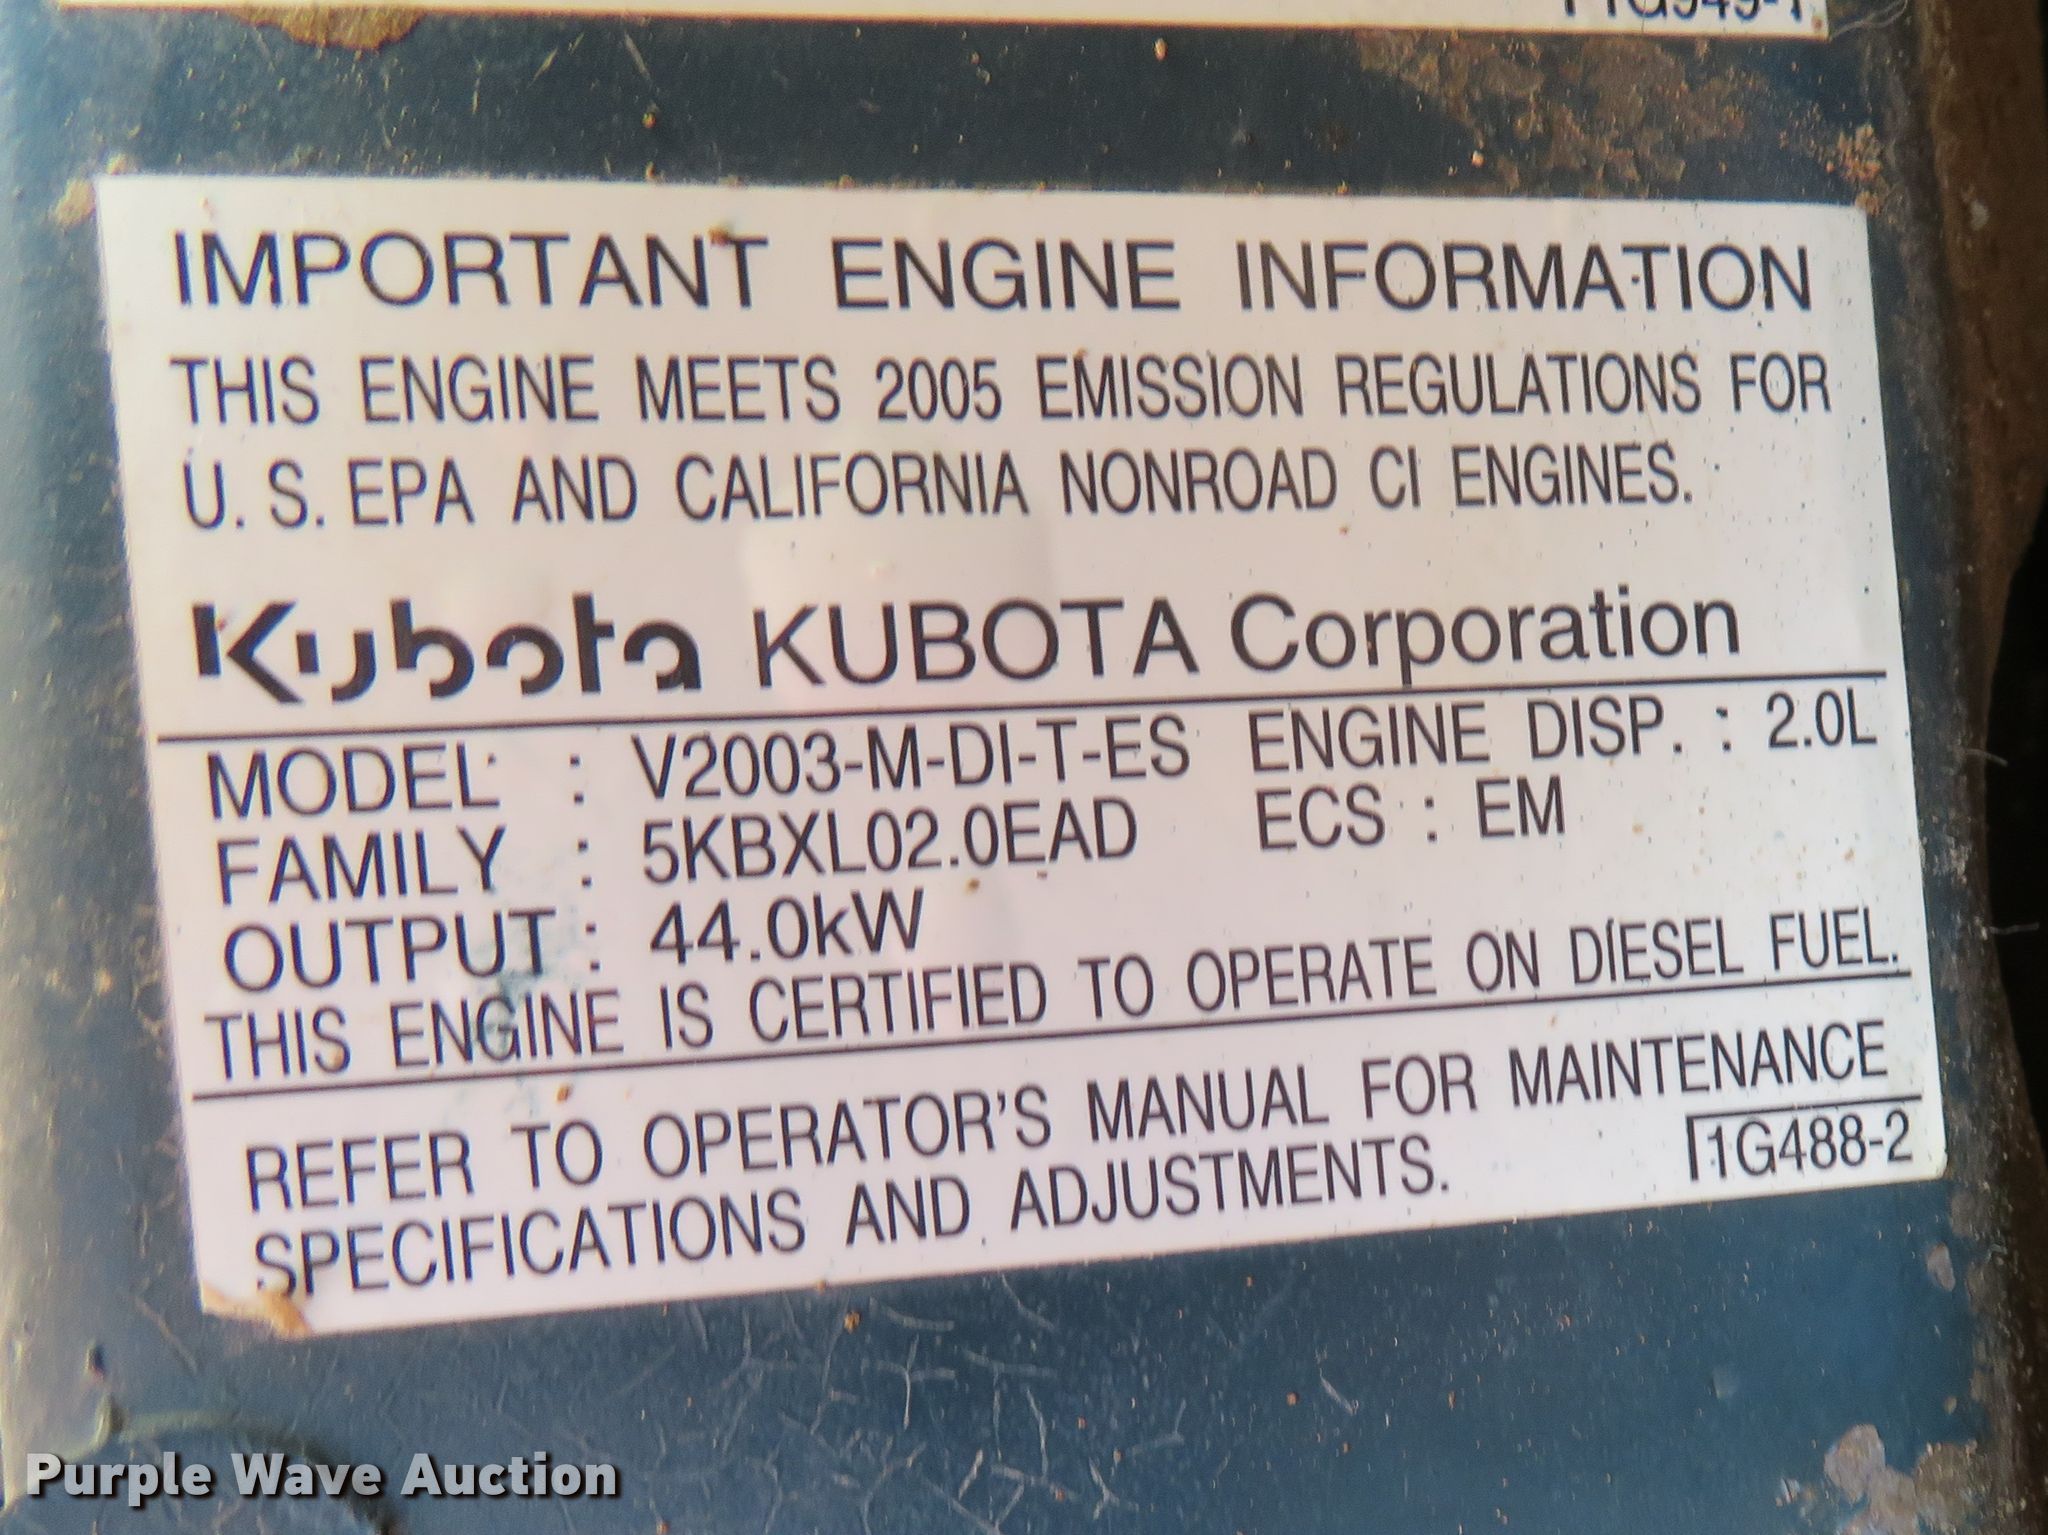 IMPORTANT ENGINE INFORMATION
THIS ENGINE MEETS 2005 EMISSION REGULATIONS FOR
U. S. EPA AND CALIFORNIA NONROAD CI ENGINES.
Kubota KUBOTA Corporation
MODEL : V2003-M-DI-T-ES ENGINE DISP. : 2.0L
FAMILY : 5KBXL02.0EAD ECS : EM
OUTPUT : 44.0kW
THIS ENGINE IS CERTIFIED TO OPERATE ON DIESEL FUEL.
REFER TO OPERATOR'S MANUAL FOR MAINTENANCE
SPECIFICATIONS AND ADJUSTMENTS. 1G488-2
Purple Wave Auction